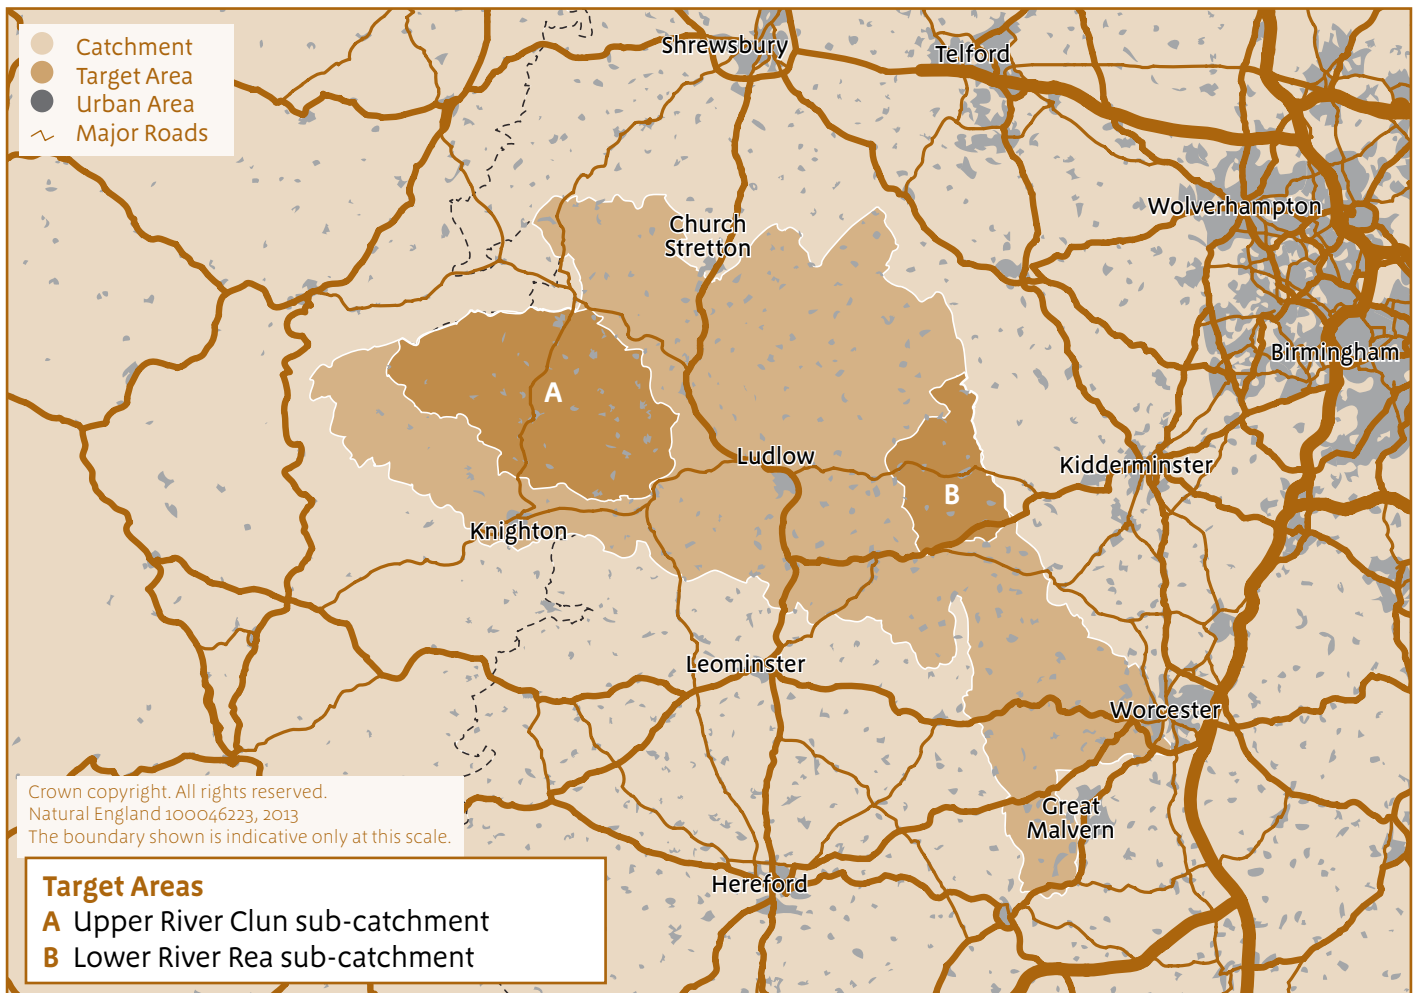 Catchment
Target Area
Urban Area
Major Roads
Shrewsbury
Telford
Wolverhampton
Church
Stretton
Birmingham
A
Ludlow
Kidderminster
B
Knighton
Leominster
Worcester
Great
Malvern
Hereford
Crown copyright. All rights reserved.
Natural England 100046223, 2013
The boundary shown is indicative only at this scale.
Target Areas
A Upper River Clun sub-catchment
B Lower River Rea sub-catchment